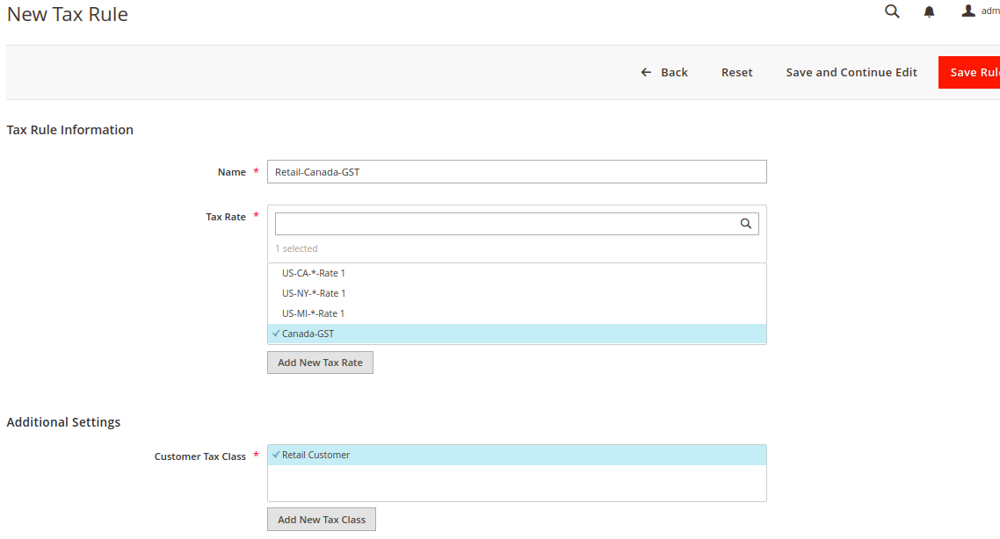 New Tax Rule
adm
Back
Reset
Save and Continue Edit
Save Rul
Tax Rule Information
Name *
Retail-Canada-GST
Tax Rate *
1 selected
US-CA-*-Rate 1
US-NY-*-Rate 1
US-MI-*-Rate 1
Canada-GST
Add New Tax Rate
Additional Settings
Customer Tax Class *
Retail Customer
Add New Tax Class